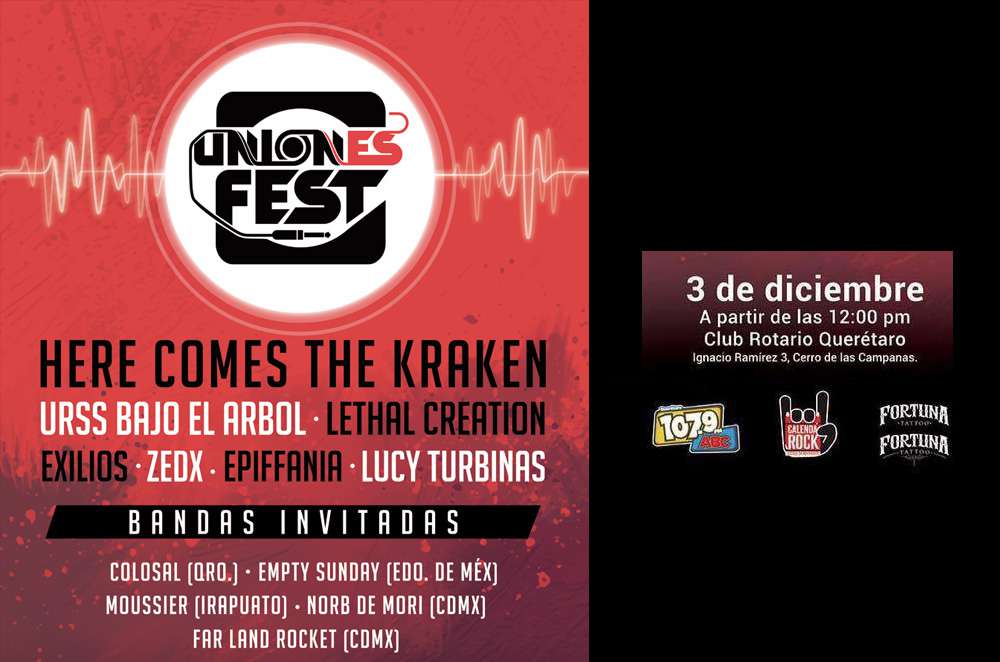 UNIONES
FEST
HERE COMES THE KRAKEN
URSS BAJO EL ARBOL · LETHAL CREATION
EXILIOS · ZEDX · EPIFFANIA · LUCY TURBINAS
BANDAS INVITADAS
COLOSAL (QRO.) · EMPTY SUNDAY (EDO. DE MÉX)
MOUSSIER (IRAPUATO) · NORB DE MORI (CDMX)
FAR LAND ROCKET (CDMX)
3 de diciembre
A partir de las 12:00 pm
Club Rotario Querétaro
Ignacio Ramírez 3, Cerro de las Campanas.
107.9
ABC
CALENDA
ROCK
FORTUNA
TATTOO
FORTUNA
TATTOO